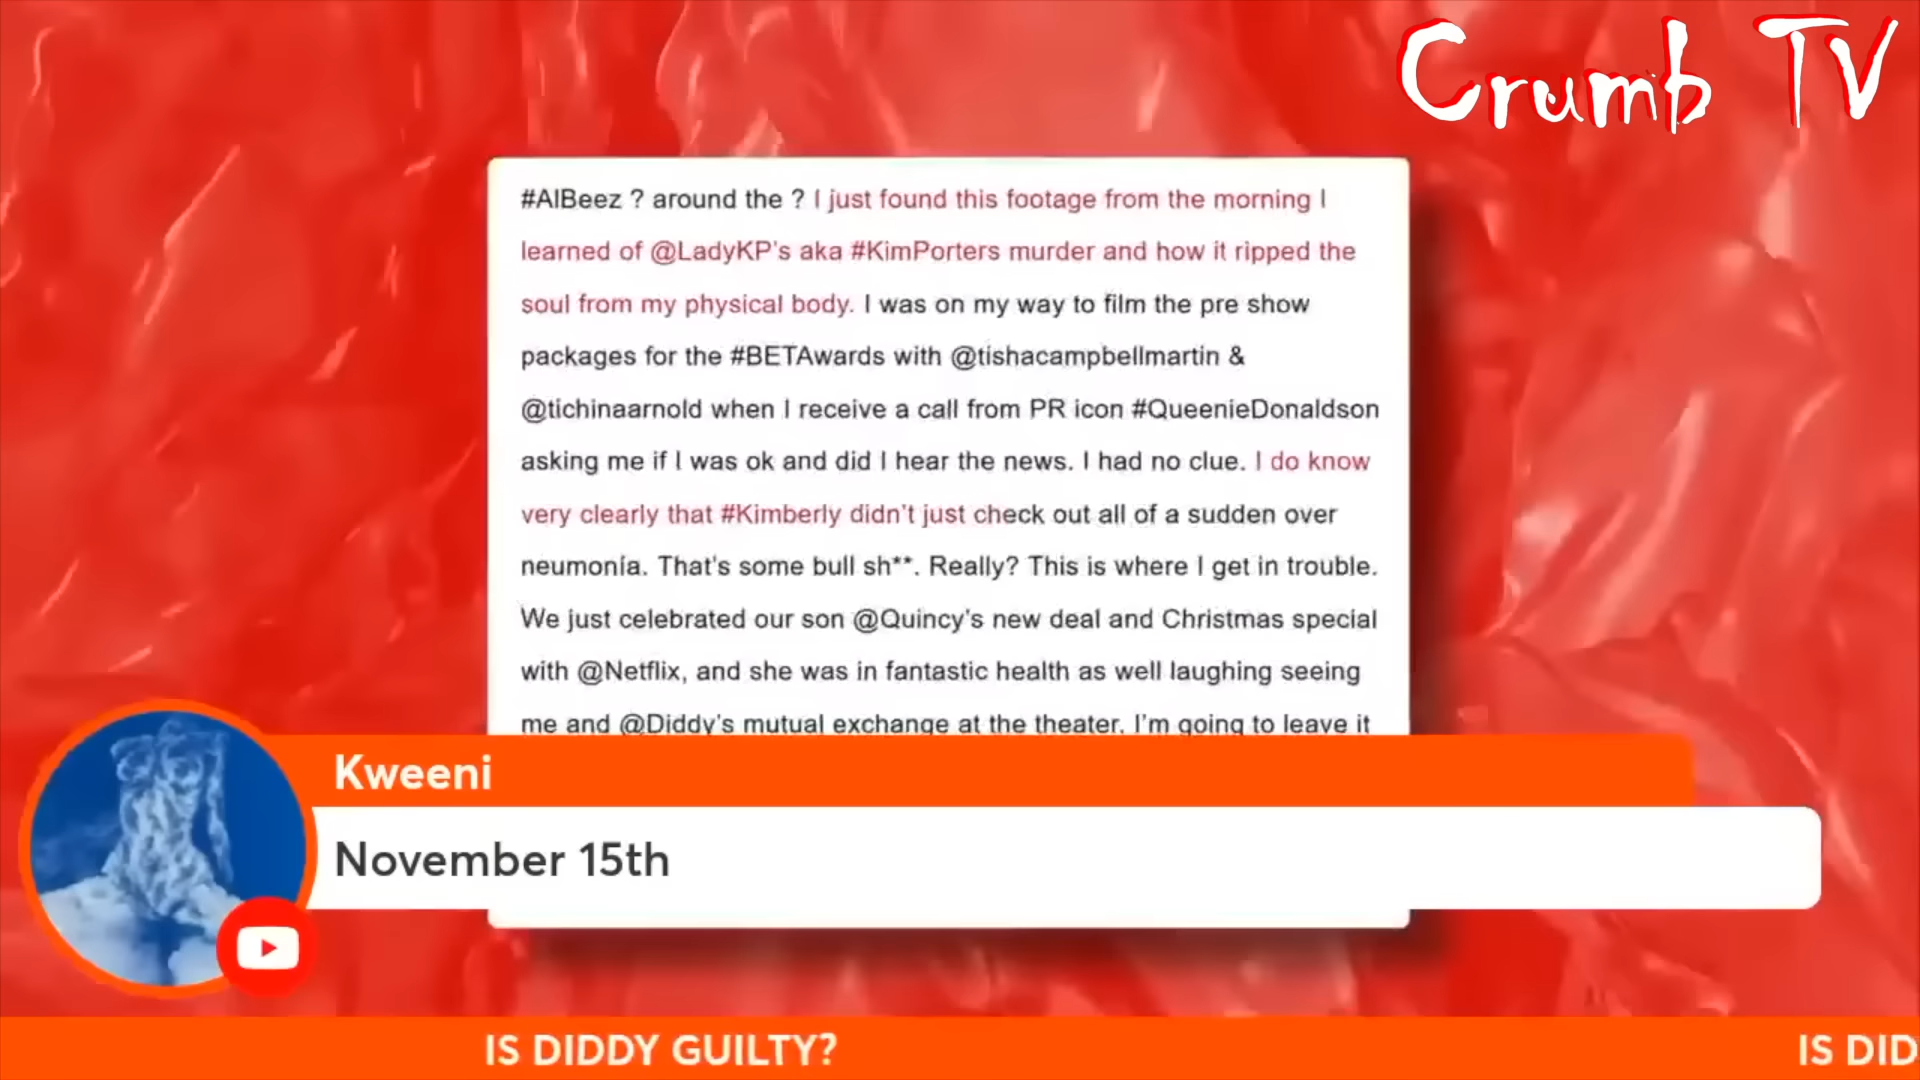 Crumb TV
#AlBeez ? around the ? I just found this footage from the morning I
learned of @LadyKP's aka #KimPorters murder and how it ripped the
soul from my physical body. I was on my way to film the pre show
packages for the #BETAwards with @tishacampbellmartin &
@tichinaarnold when I receive a call from PR icon #QueenieDonaldson
asking me if I was ok and did I hear the news. I had no clue. I do know
very clearly that #Kimberly didn't just check out all of a sudden over
neumonía. That's some bull sh**. Really? This is where I get in trouble.
We just celebrated our son @Quincy's new deal and Christmas special
with @Netflix, and she was in fantastic health as well laughing seeing
me and @Diddy's mutual exchange at the theater. I'm going to leave it
Kweeni
November 15th
IS DIDDY GUILTY?
IS DID